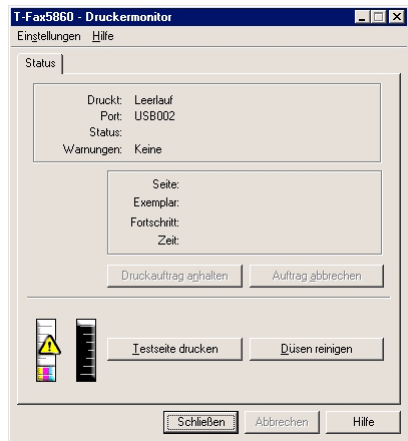 T-Fax5860 - Druckermonitor
Einstellungen Hilfe
Status
Druckt: Leerlauf
Port: USB002
Status:
Warnungen: Keine
Seite:
Exemplar:
Fortschritt:
Zeit:
Druckauftrag anhalten Auftrag abbrechen
Testseite drucken Düsen reinigen
Schließen Abbrechen Hilfe